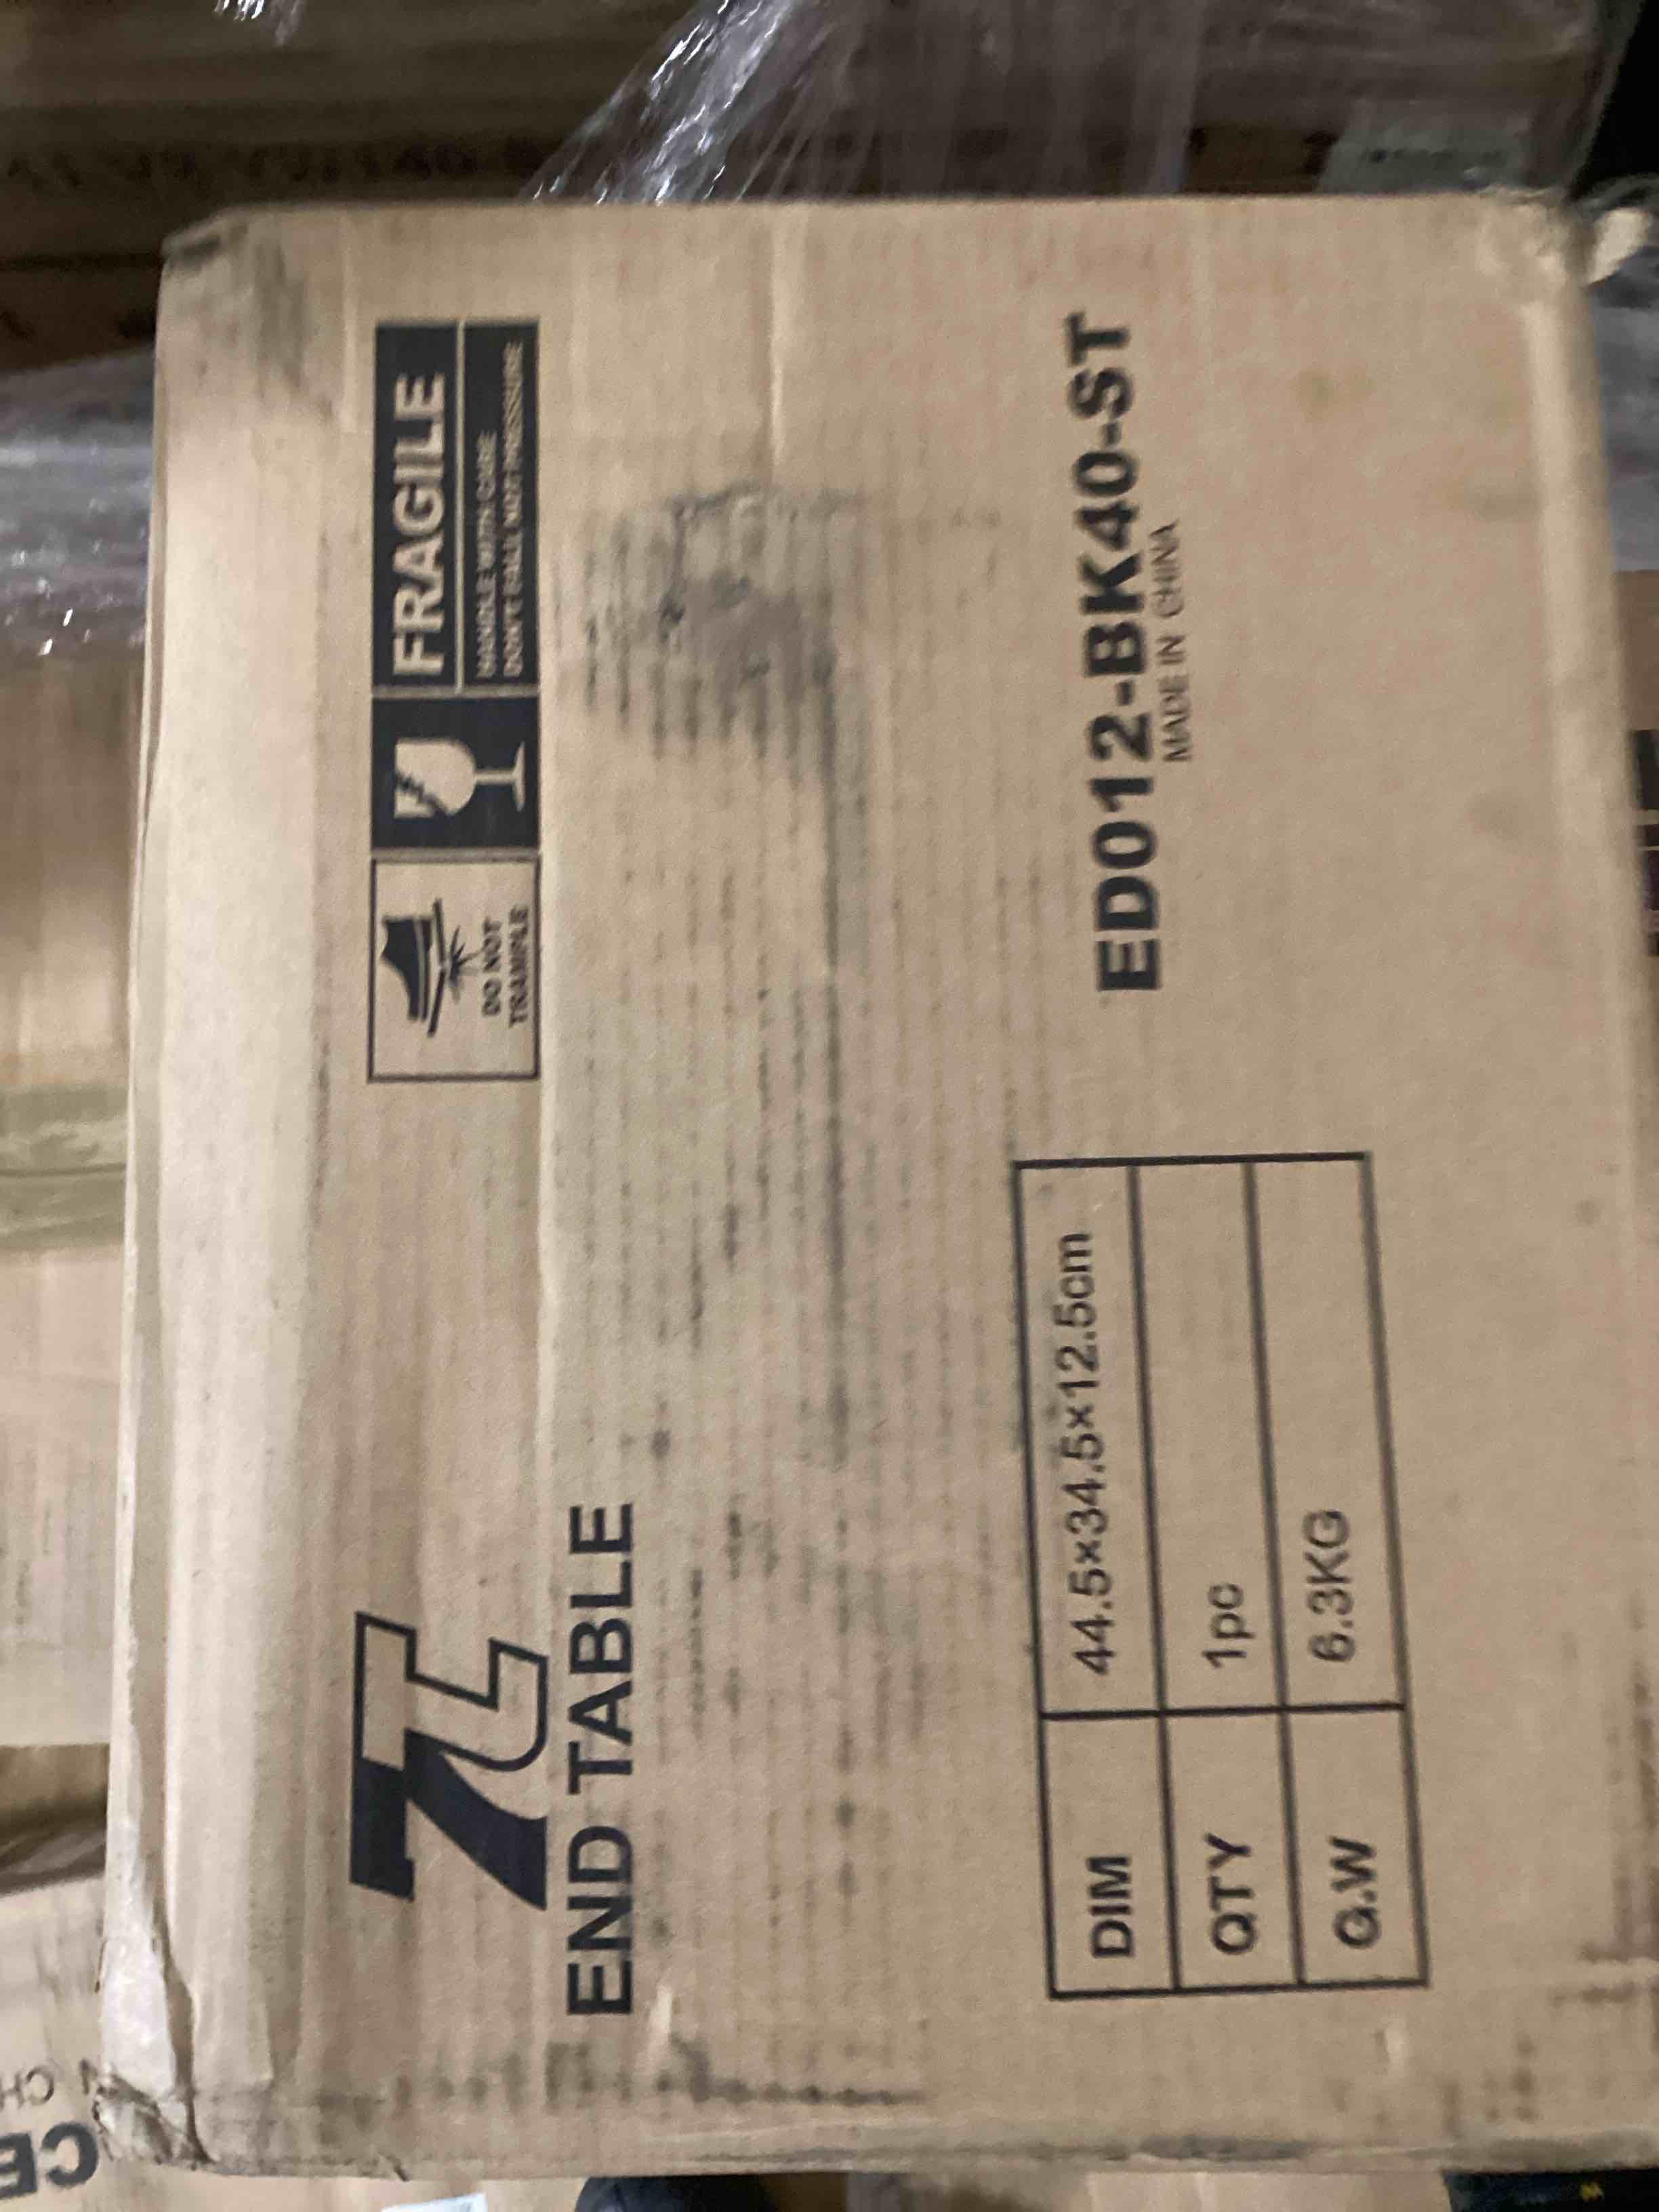 FRAGILE
HANDLE WITH CARE
DON'T FALL NOT PRESSURE
DO NOT
TRAMPLE
END TABLE
DIM 44.5×34.5×12.5cm
QTY 1pc
G.W 6.3KG
ED012-BK40-ST
MADE IN CHINA
CE